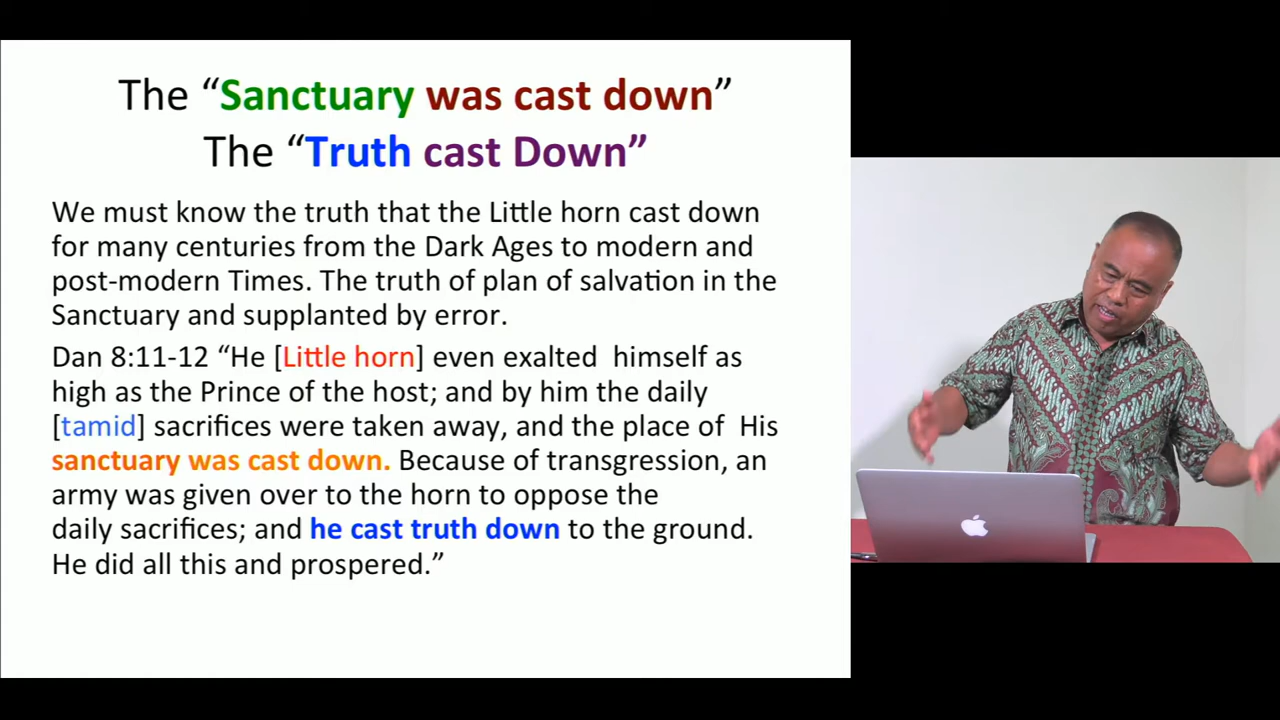 The “Sanctuary was cast down”
The “Truth cast Down”
We must know the truth that the Little horn cast down
for many centuries from the Dark Ages to modern and
post-modern Times. The truth of plan of salvation in the
Sanctuary and supplanted by error.
Dan 8:11-12 “He [Little horn] even exalted himself as
high as the Prince of the host; and by him the daily
[tamid] sacrifices were taken away, and the place of His
sanctuary was cast down. Because of transgression, an
army was given over to the horn to oppose the
daily sacrifices; and he cast truth down to the ground.
He did all this and prospered.”